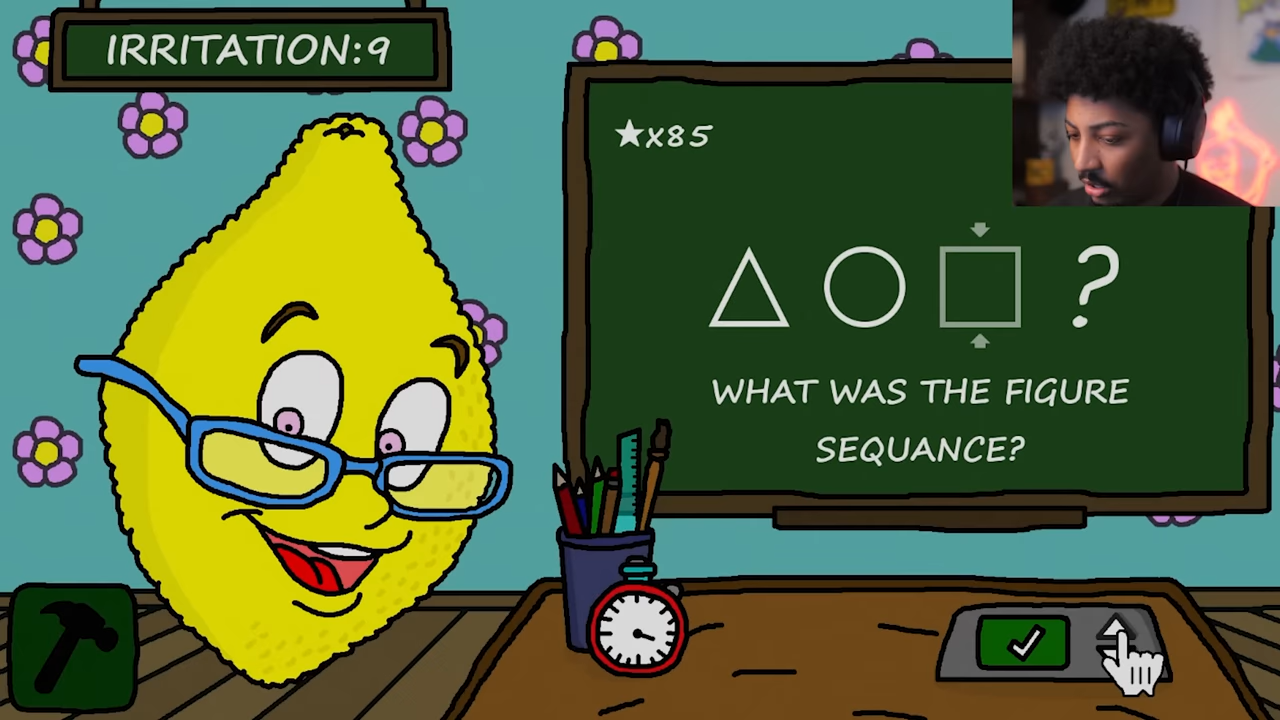 IRRITATION:9
★x85
?
WHAT WAS THE FIGURE
SEQUANCE?